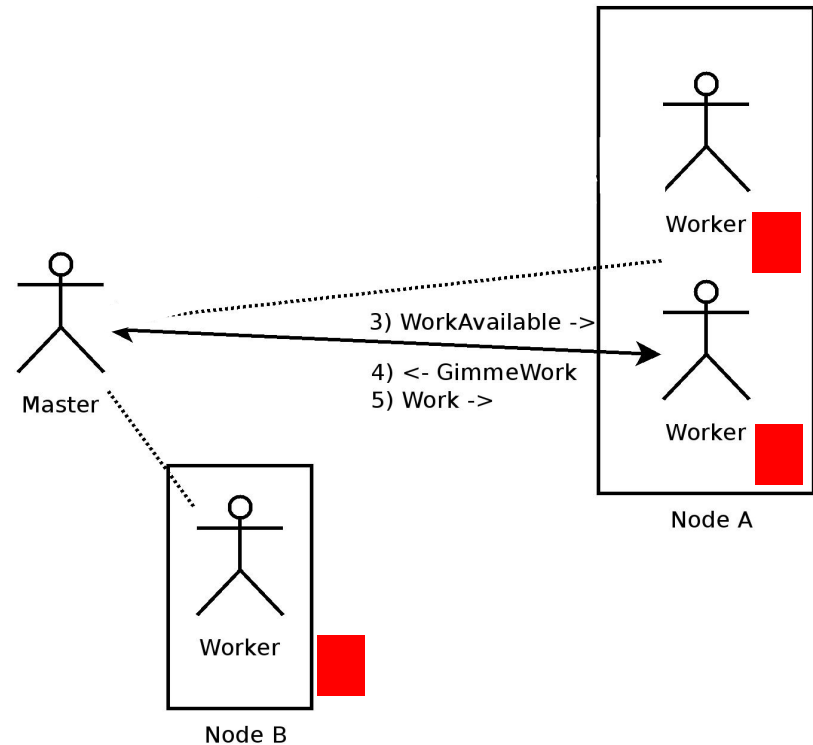 Worker
3) WorkAvailable ->
4) <- GimmeWork
5) Work ->
Master
Worker
Node A
Worker
Node B